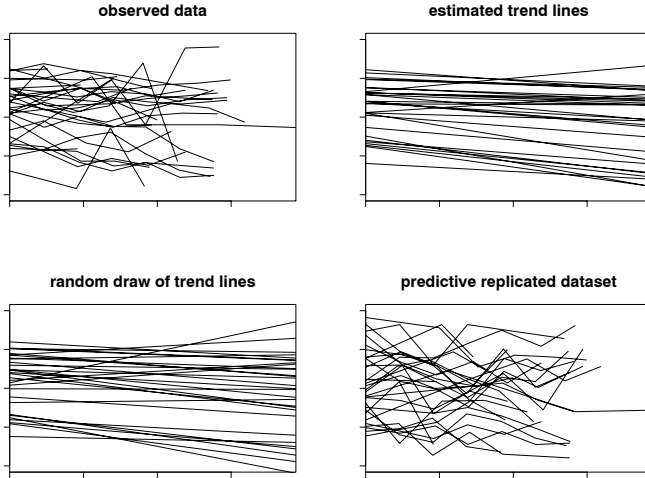 observed data
estimated trend lines
random draw of trend lines
predictive replicated dataset